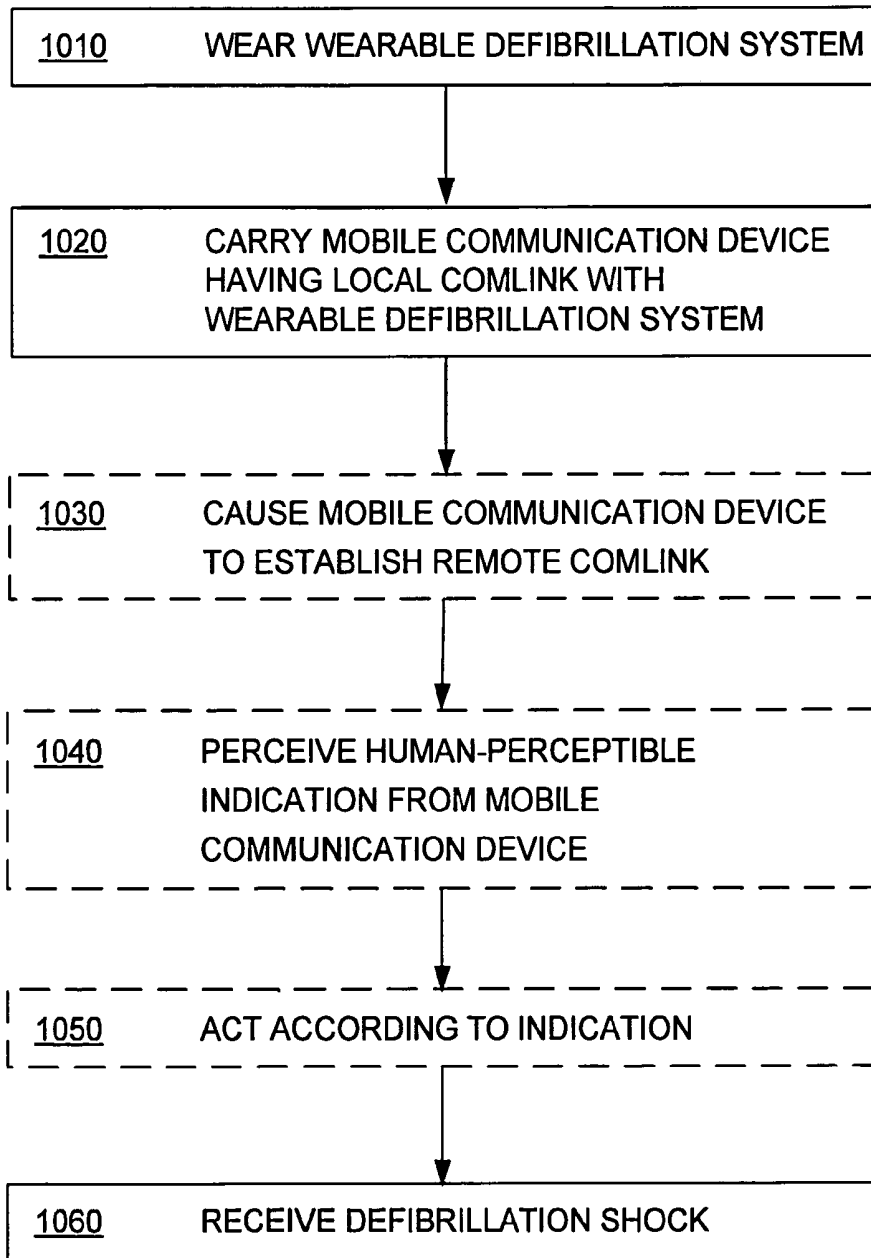 1010 WEAR WEARABLE DEFIBRILLATION SYSTEM
1020 CARRY MOBILE COMMUNICATION DEVICE
HAVING LOCAL COMLINK WITH
WEARABLE DEFIBRILLATION SYSTEM
1030 CAUSE MOBILE COMMUNICATION DEVICE
TO ESTABLISH REMOTE COMLINK
1040 PERCEIVE HUMAN-PERCEPTIBLE
INDICATION FROM MOBILE
COMMUNICATION DEVICE
1050 ACT ACCORDING TO INDICATION
1060 RECEIVE DEFIBRILLATION SHOCK